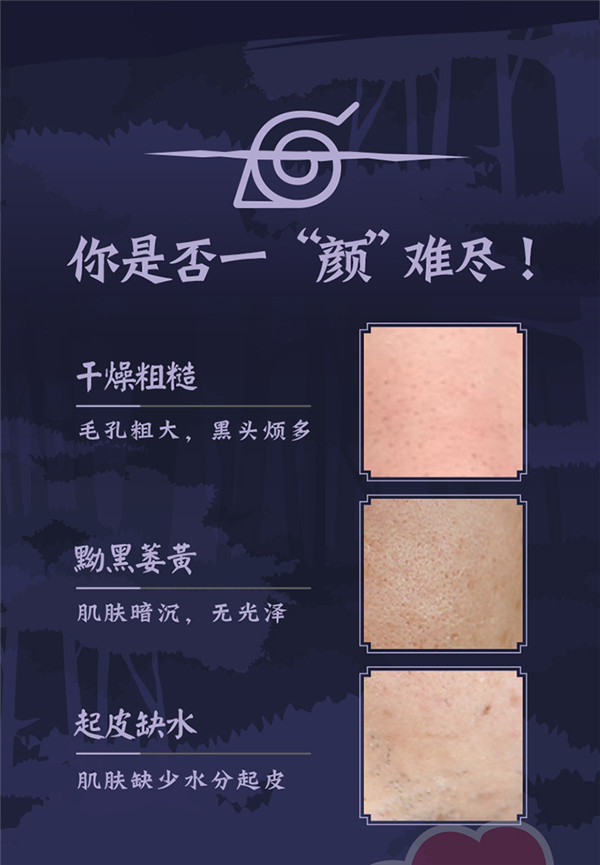 你是否一“颜”难尽！
干燥粗糙
毛孔粗大，黑头烦多
黝黑萎黄
肌肤暗沉，无光泽
起皮缺水
肌肤缺少水分起皮